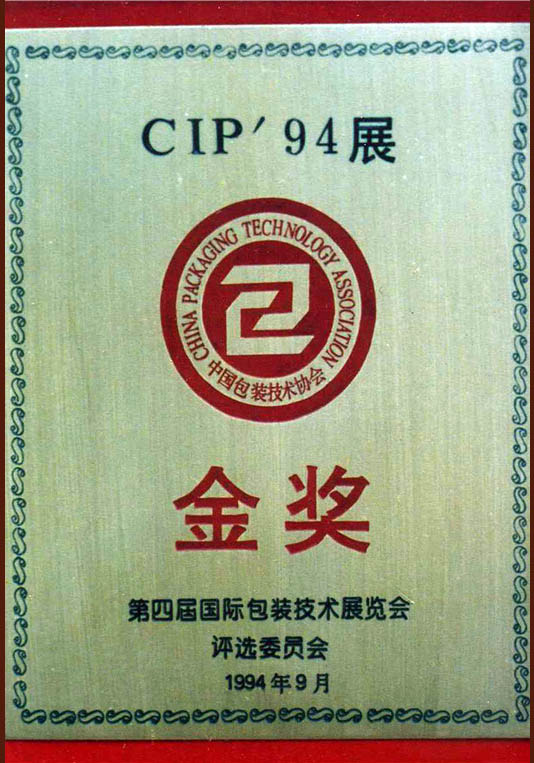 CIP'94展
CHINA PACKAGING TECHNOLOGY ASSOCIATION
中国包装技术协会
金奖
第四届国际包装技术展览会
评选委员会
1994年9月